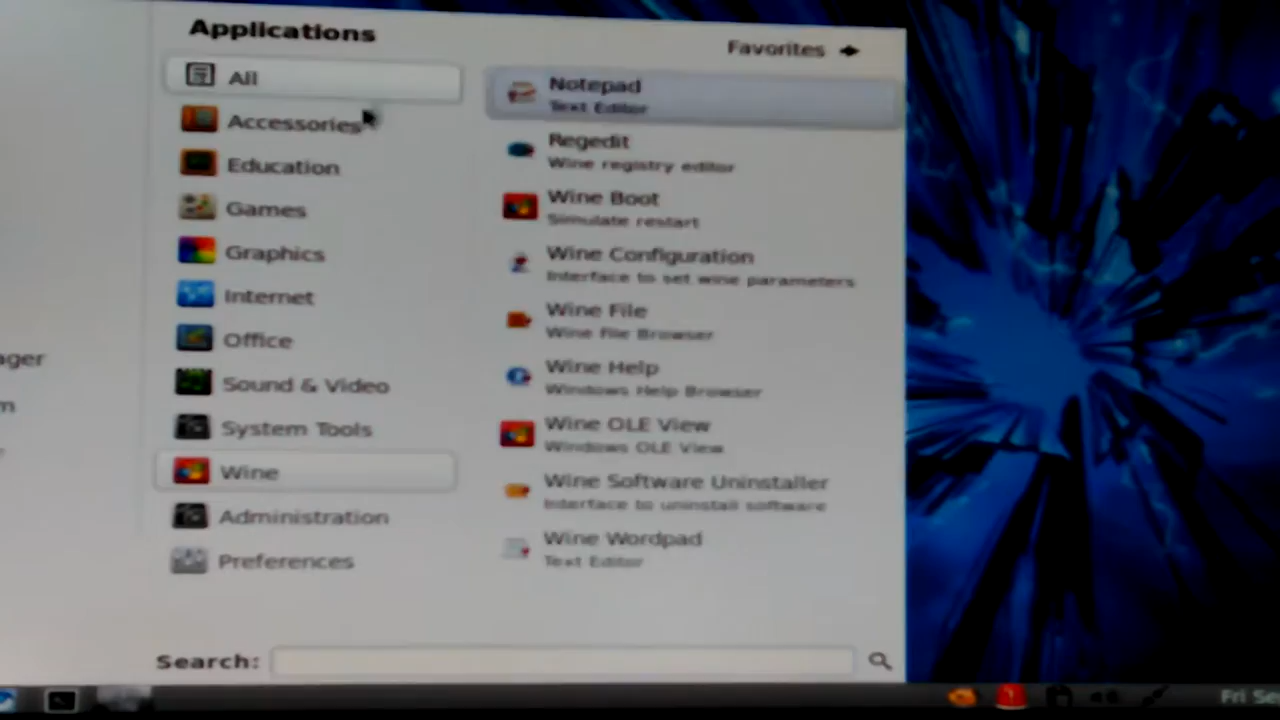 Applications
Favorites
All
Accessories
Education
Games
Graphics
Internet
Office
Sound & Video
System Tools
Wine
Administration
Preferences
Notepad
Text Editor
Regedit
Wine registry editor
Wine Boot
Simulate restart
Wine Configuration
Interface to set wine parameters
Wine File
Wine File Browser
Wine Help
Windows Help Browser
Wine OLE View
Windows OLE View
Wine Software Uninstaller
Interface to uninstall software
Wine Wordpad
Text Editor
ager
m
Search:
Fri Se